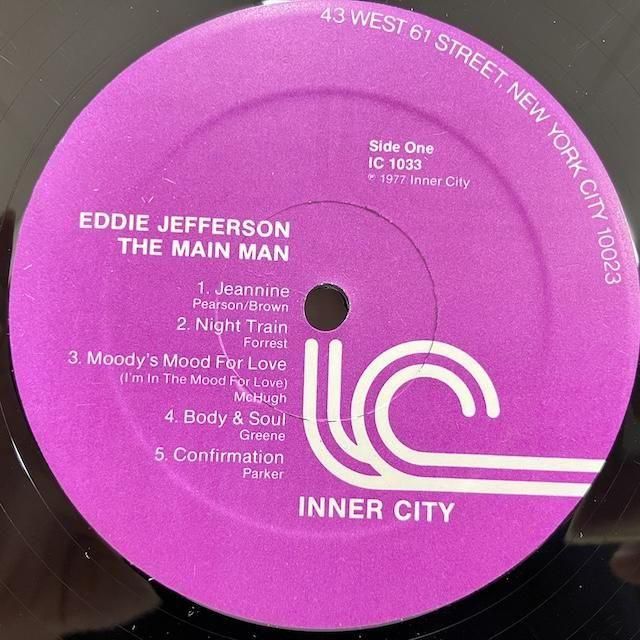 43 WEST 61 STREET, NEW YORK CITY 10023
Side One
IC 1033
℗ 1977 Inner City
EDDIE JEFFERSON
THE MAIN MAN
1. Jeannine
Pearson/Brown
2. Night Train
Forrest
3. Moody's Mood For Love
(I'm In The Mood For Love)
McHugh
4. Body & Soul
Greene
5. Confirmation
Parker
IC
INNER CITY